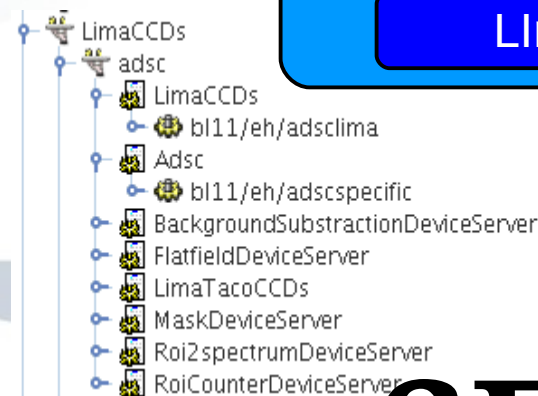 LimaCCDs
adsc
LimaCCDs
bl11/eh/adsclima
Adsc
bl11/eh/adscspecific
BackgroundSubstractionDeviceServer
FlatfieldDeviceServer
LimaTacoCCDs
MaskDeviceServer
Roi2spectrumDeviceServer
RoiCounterDeviceServer